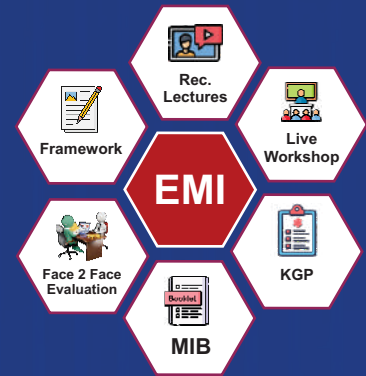 Rec.
Lectures
Framework
Live
Workshop
EMI
Face 2 Face
Evaluation
KGP
Booklet
MIB